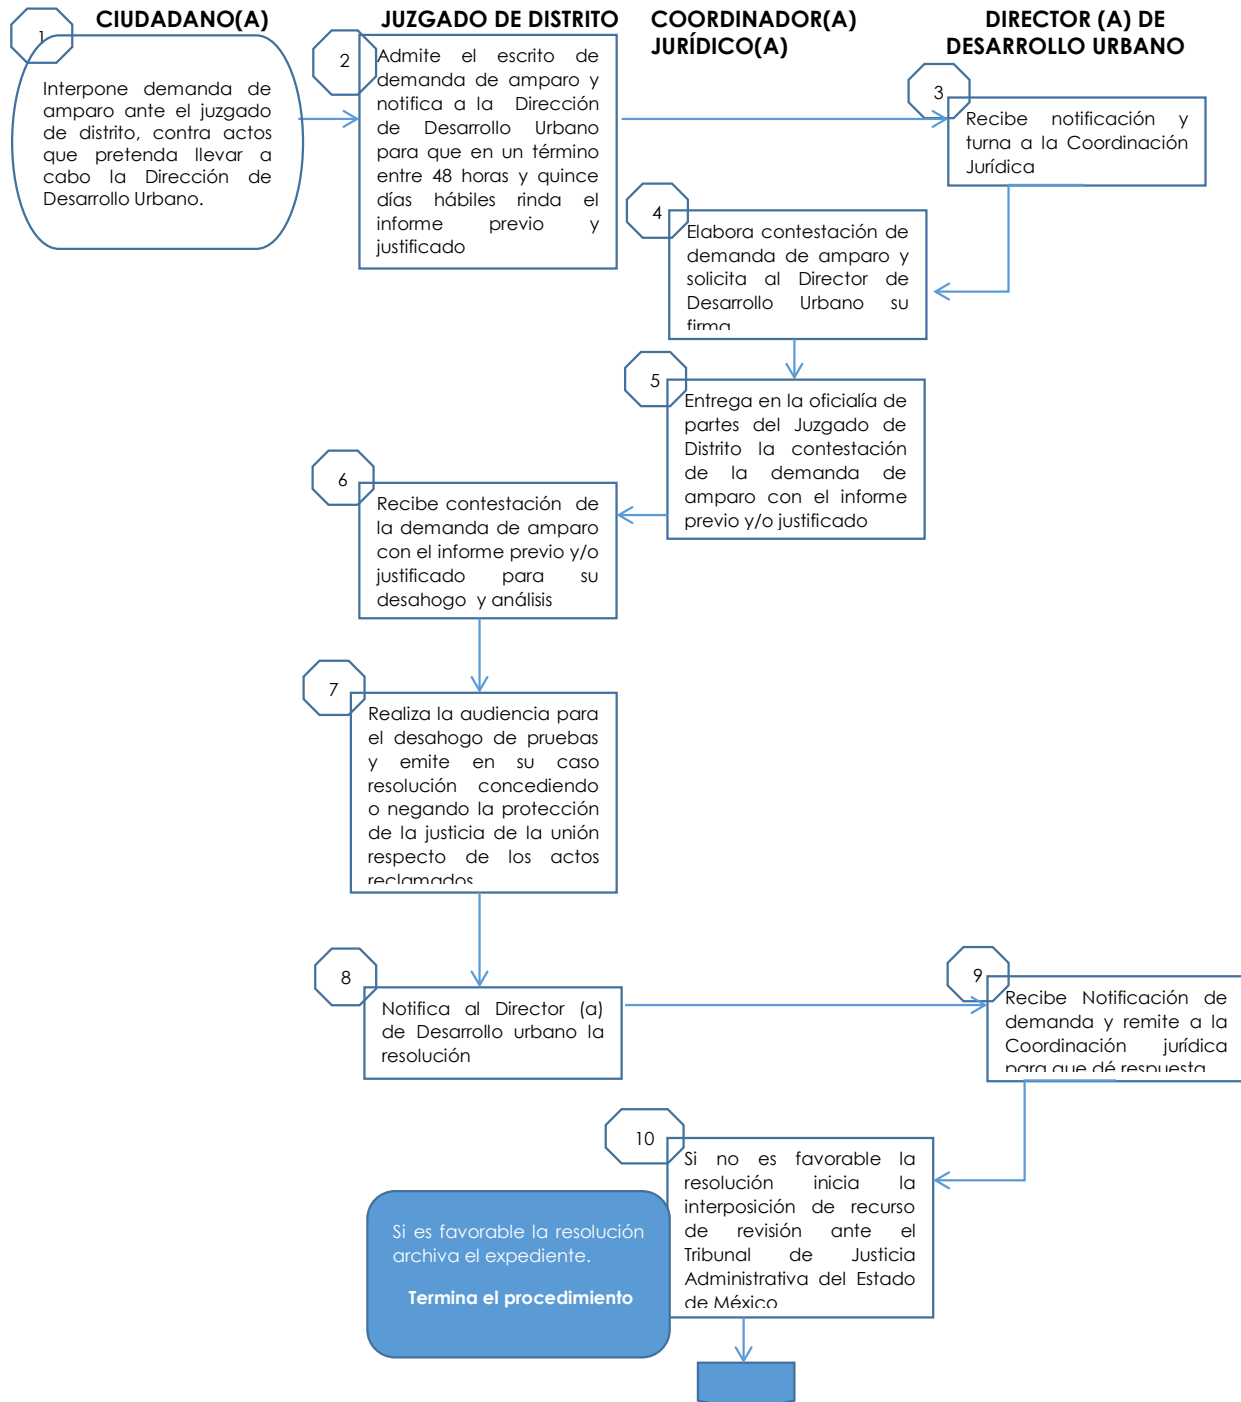 CIUDADANO(A)
JUZGADO DE DISTRITO
COORDINADOR(A)
JURÍDICO(A)
DIRECTOR (A) DE
DESARROLLO URBANO
1
Interpone demanda de
amparo ante el juzgado
de distrito, contra actos
que pretenda llevar a
cabo la Dirección de
Desarrollo Urbano.
2
Admite el escrito de
demanda de amparo y
notifica a la Dirección
de Desarrollo Urbano
para que en un término
entre 48 horas y quince
días hábiles rinda el
informe previo y
justificado
3
Recibe notificación y
turna a la Coordinación
Jurídica
4
Elabora contestación de
demanda de amparo y
solicita al Director de
Desarrollo Urbano su
firma
5
Entrega en la oficialía de
partes del Juzgado de
Distrito la contestación
de la demanda de
amparo con el informe
previo y/o justificado
6
Recibe contestación de
la demanda de amparo
con el informe previo y/o
justificado para su
desahogo y análisis
7
Realiza la audiencia para
el desahogo de pruebas
y emite en su caso
resolución concediendo
o negando la protección
de la justicia de la unión
respecto de los actos
reclamados
8
Notifica al Director (a)
de Desarrollo urbano la
resolución
9
Recibe Notificación de
demanda y remite a la
Coordinación jurídica
para que dé respuesta
10
Si no es favorable la
resolución inicia la
interposición de recurso
de revisión ante el
Tribunal de Justicia
Administrativa del Estado
de México
Si es favorable la resolución
archiva el expediente.
Termina el procedimiento